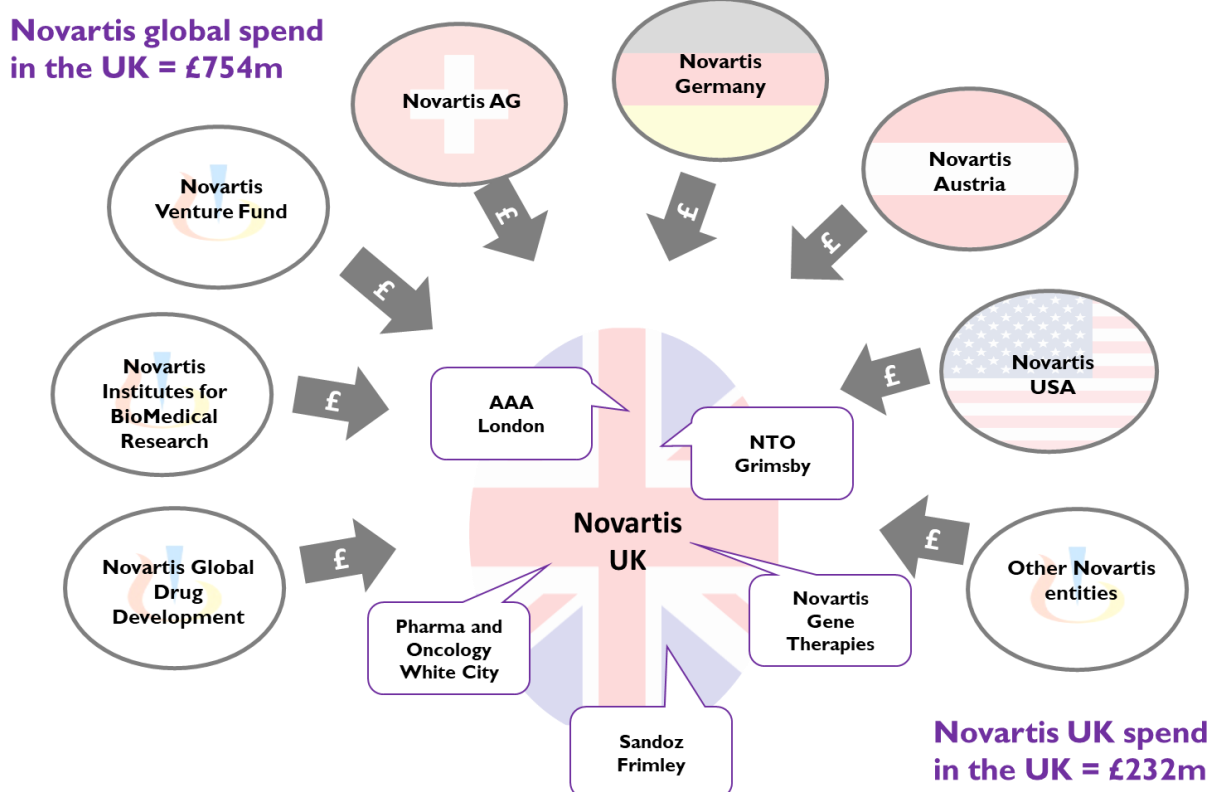 Novartis global spend
in the UK = £754m
Novartis AG
£
Novartis
Germany
£
Novartis
Austria
£
Novartis
Venture Fund
£
Novartis
USA
£
Novartis
Institutes for
BioMedical
Research
£
AAA
London
NTO
Grimsby
Novartis
UK
Novartis Global
Drug
Development
£
Other Novartis
entities
£
Pharma and
Oncology
White City
Novartis
Gene
Therapies
Sandoz
Frimley
Novartis UK spend
in the UK = £232m